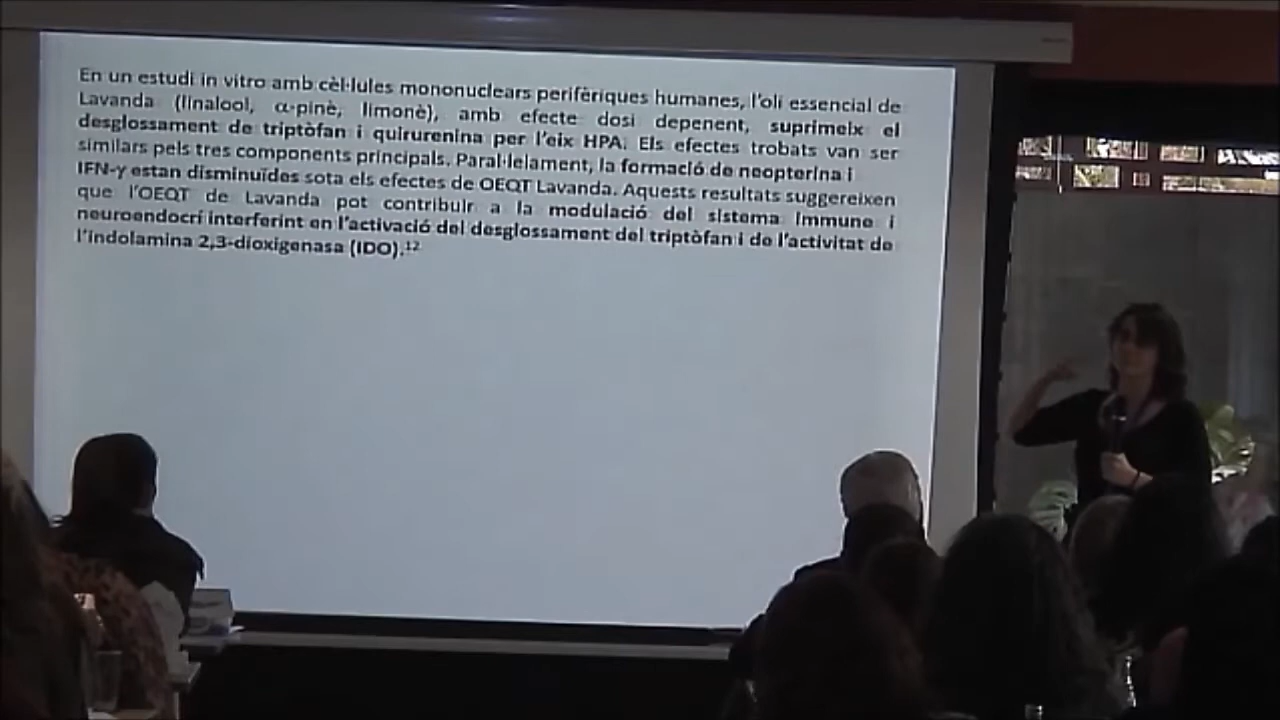 En un estudi in vitro amb cèl·lules mononuclears perifèriques humanes, l'oli essencial de
Lavanda (linalool, α-pinè, limonè), amb efecte dosi depenent, suprimeix el
desglossament de triptòfan i quirurenina per l'eix HPA. Els efectes trobats van ser
similars pels tres components principals. Paral·lelament, la formació de neopterina i
IFN-γ estan disminuïdes sota els efectes de OEQT Lavanda. Aquests resultats suggereixen
que l'OEQT de Lavanda pot contribuir a la modulació del sistema immune i
neuroendocrí interferint en l'activació del desglossament del triptòfan i de l'activitat de
l'indolamina 2,3-dioxigenasa (IDO).¹²